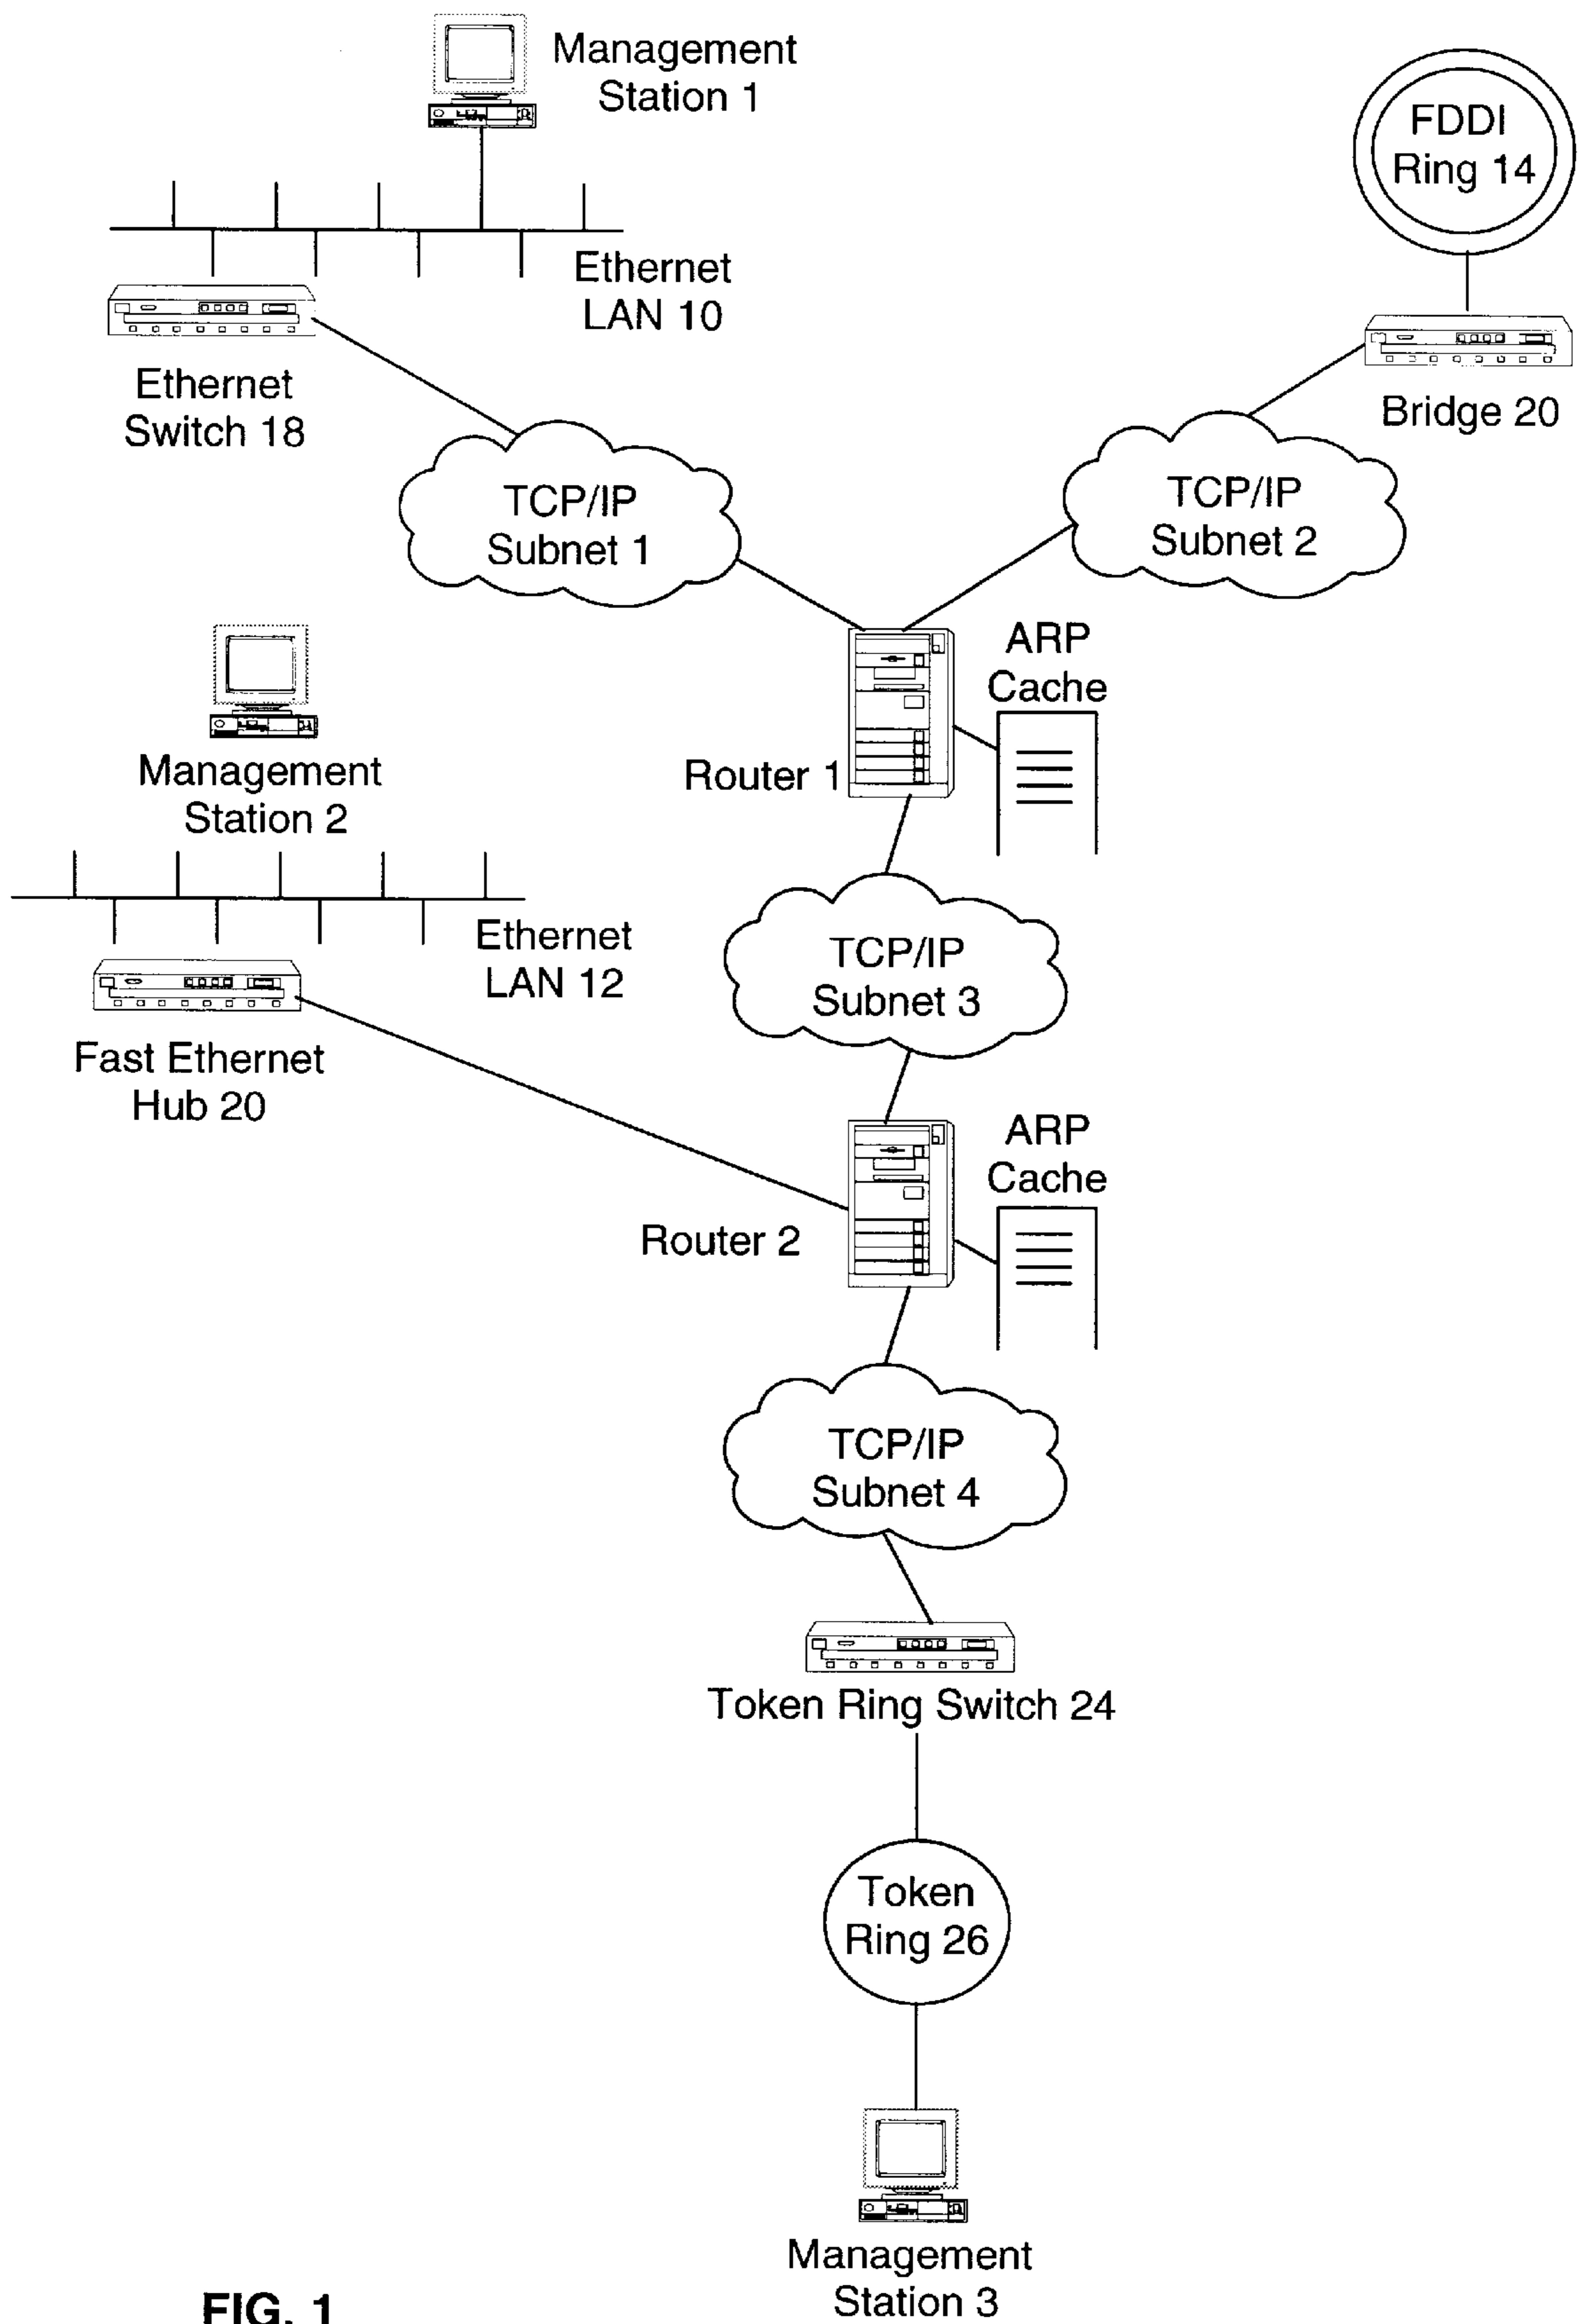 Management
Station 1
FDDI
Ring 14
Ethernet
LAN 10
Ethernet
Switch 18
Bridge 20
TCP/IP
Subnet 1
TCP/IP
Subnet 2
ARP
Cache
Router 1
Management
Station 2
Ethernet
LAN 12
TCP/IP
Subnet 3
Fast Ethernet
Hub 20
ARP
Cache
Router 2
TCP/IP
Subnet 4
Token Ring Switch 24
Token
Ring 26
Management
Station 3
FIG. 1